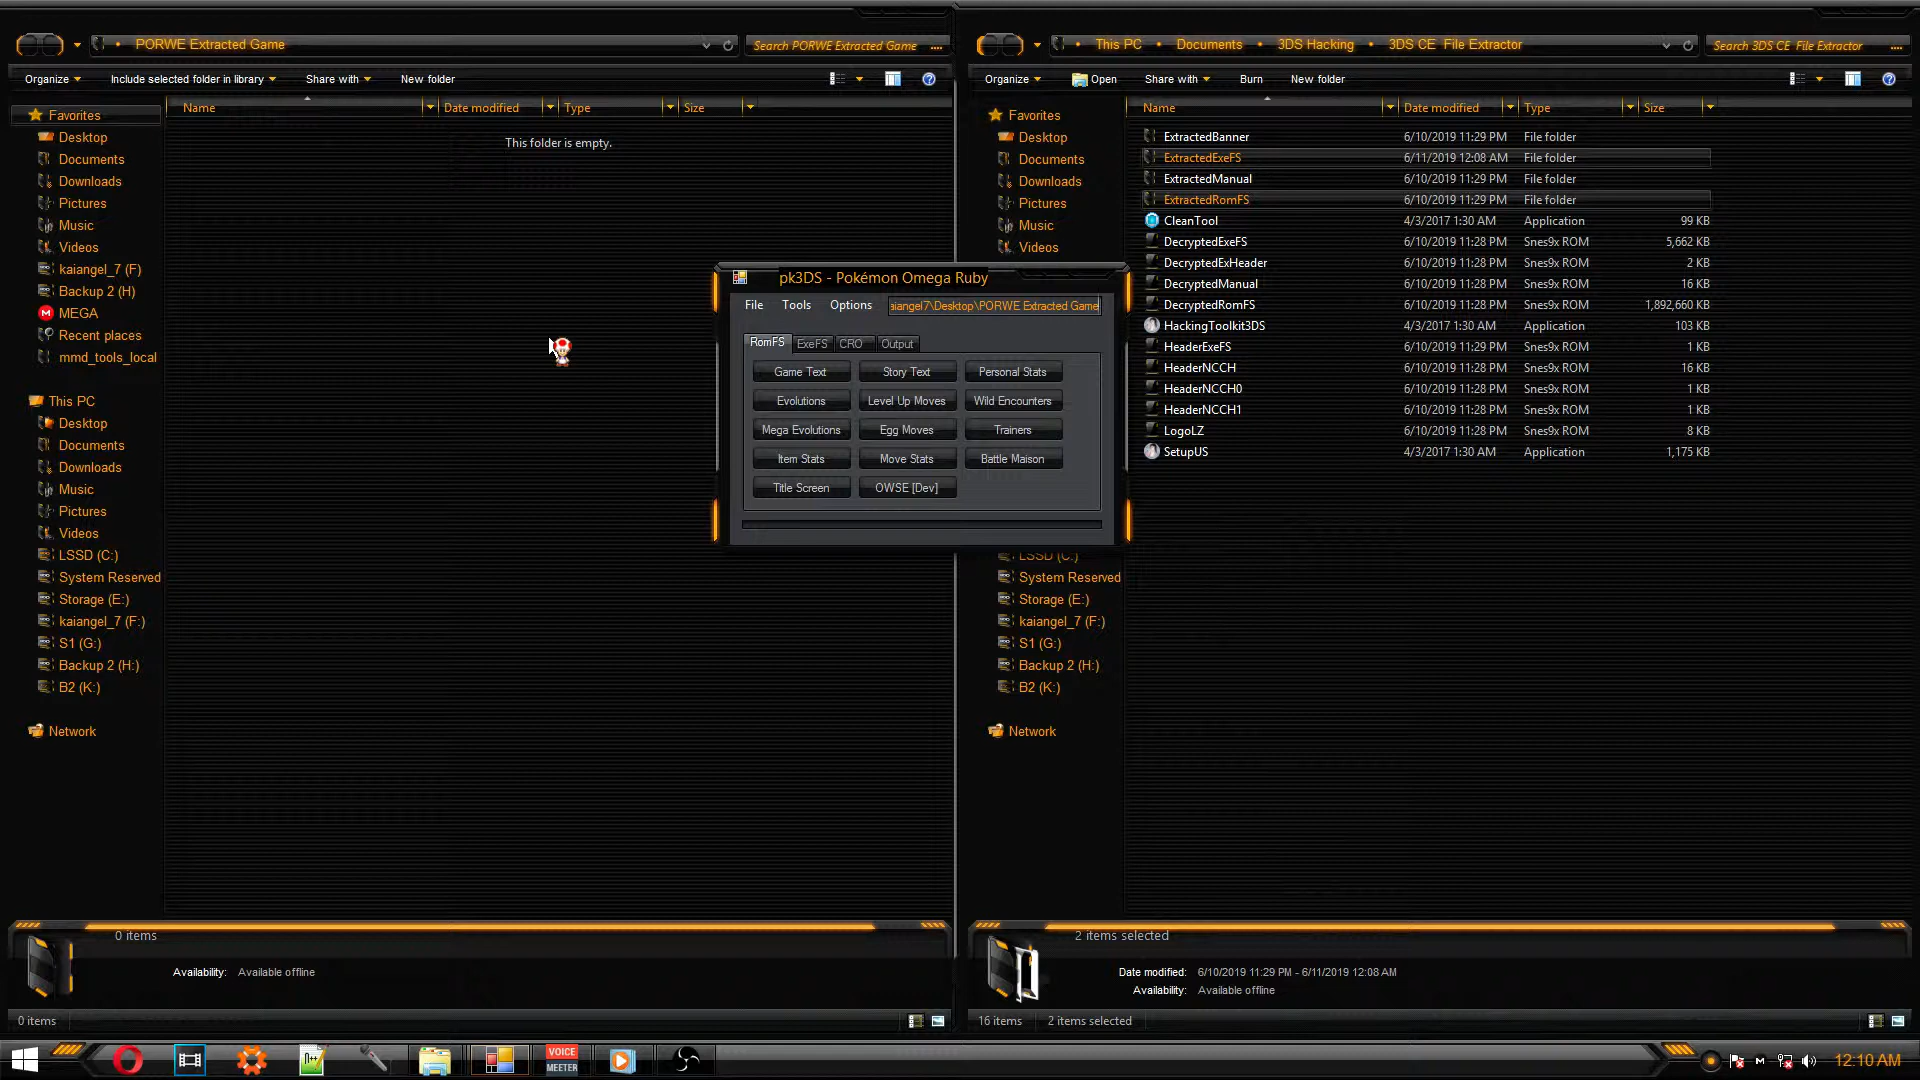 PORWE Extracted Game
Search PORWE Extracted Game
Organize
Include selected folder in library
Share with
New folder
Favorites
Desktop
Documents
Downloads
Pictures
Music
Videos
kaiangel_7 (F)
Backup 2 (H)
MEGA
Recent places
mmd_tools_local
This PC
Desktop
Documents
Downloads
Music
Pictures
Videos
LSSD (C:)
System Reserved
Storage (E:)
kaiangel_7 (F:)
S1 (G:)
Backup 2 (H:)
B2 (K:)
Network
Name Date modified Type Size
This folder is empty.
0 items
Availability: Available offline
0 items
This PC • Documents • 3DS Hacking • 3DS CE File Extractor
Search 3DS CE File Extractor
Organize
Open
Share with
Burn
New folder
Favorites
Desktop
Documents
Downloads
Pictures
Music
Videos
LSSD (C:)
System Reserved
Storage (E:)
kaiangel_7 (F:)
S1 (G:)
Backup 2 (H:)
B2 (K:)
Network
Name Date modified Type Size
ExtractedBanner 6/10/2019 11:29 PM File folder
ExtractedExeFS 6/11/2019 12:08 AM File folder
ExtractedManual 6/10/2019 11:29 PM File folder
ExtractedRomFS 6/10/2019 11:29 PM File folder
CleanTool 4/3/2017 1:30 AM Application 99 KB
DecryptedExeFS 6/10/2019 11:28 PM Snes9x ROM 5,662 KB
DecryptedExHeader 6/10/2019 11:28 PM Snes9x ROM 2 KB
DecryptedManual 6/10/2019 11:28 PM Snes9x ROM 16 KB
DecryptedRomFS 6/10/2019 11:28 PM Snes9x ROM 1,892,660 KB
HackingToolkit3DS 4/3/2017 1:30 AM Application 103 KB
HeaderExeFS 6/10/2019 11:28 PM Snes9x ROM 1 KB
HeaderNCCH 6/10/2019 11:28 PM Snes9x ROM 16 KB
HeaderNCCH0 6/10/2019 11:28 PM Snes9x ROM 1 KB
HeaderNCCH1 6/10/2019 11:28 PM Snes9x ROM 1 KB
LogoLZ 6/10/2019 11:28 PM Snes9x ROM 8 KB
SetupUS 4/3/2017 1:30 AM Application 1,175 KB
2 items selected
Date modified: 6/10/2019 11:29 PM - 6/11/2019 12:08 AM
Availability: Available offline
16 items 2 items selected
pk3DS - Pokémon Omega Ruby
File Tools Options aiangel7\Desktop\PORWE Extracted Game
RomFS ExeFS CRO Output
Game Text Story Text Personal Stats
Evolutions Level Up Moves Wild Encounters
Mega Evolutions Egg Moves Trainers
Item Stats Move Stats Battle Maison
Title Screen OWSE [Dev]
VOICE
MEETER
12:10 AM